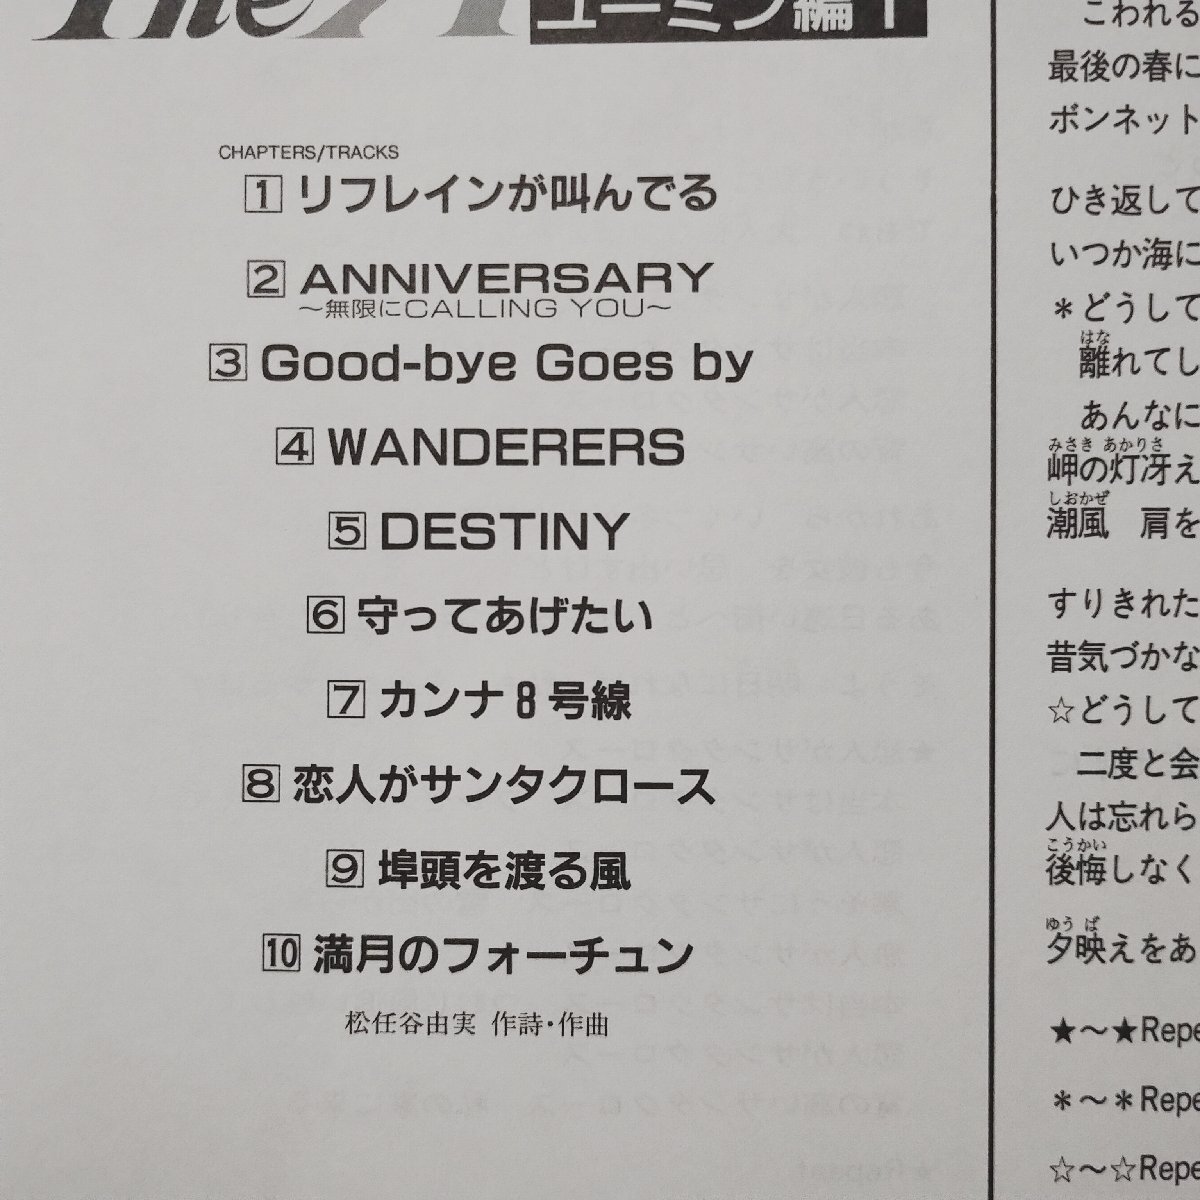 The
ユーミン編 1
CHAPTERS/TRACKS
1 リフレインが叫んでる
2 ANNIVERSARY
〜無限にCALLING YOU〜
3 Good-bye Goes by
4 WANDERERS
5 DESTINY
6 守ってあげたい
7 カンナ8号線
8 恋人がサンタクロース
9 埠頭を渡る風
10 満月のフォーチュン
松任谷由実 作詩・作曲
こわれる
最後の春に
ボンネット
ひき返して
いつか海に
＊どうして
はな
離れてし
あんなに
みさき あかりさ
岬の灯冴え
しおかぜ
潮風　肩を
すりきれた
昔気づかな
☆どうして
二度と会
人は忘れら
こうかい
後悔しなく
ゆう ば
夕映えをあ
★〜★Repe
＊〜＊Repe
☆〜☆Repe